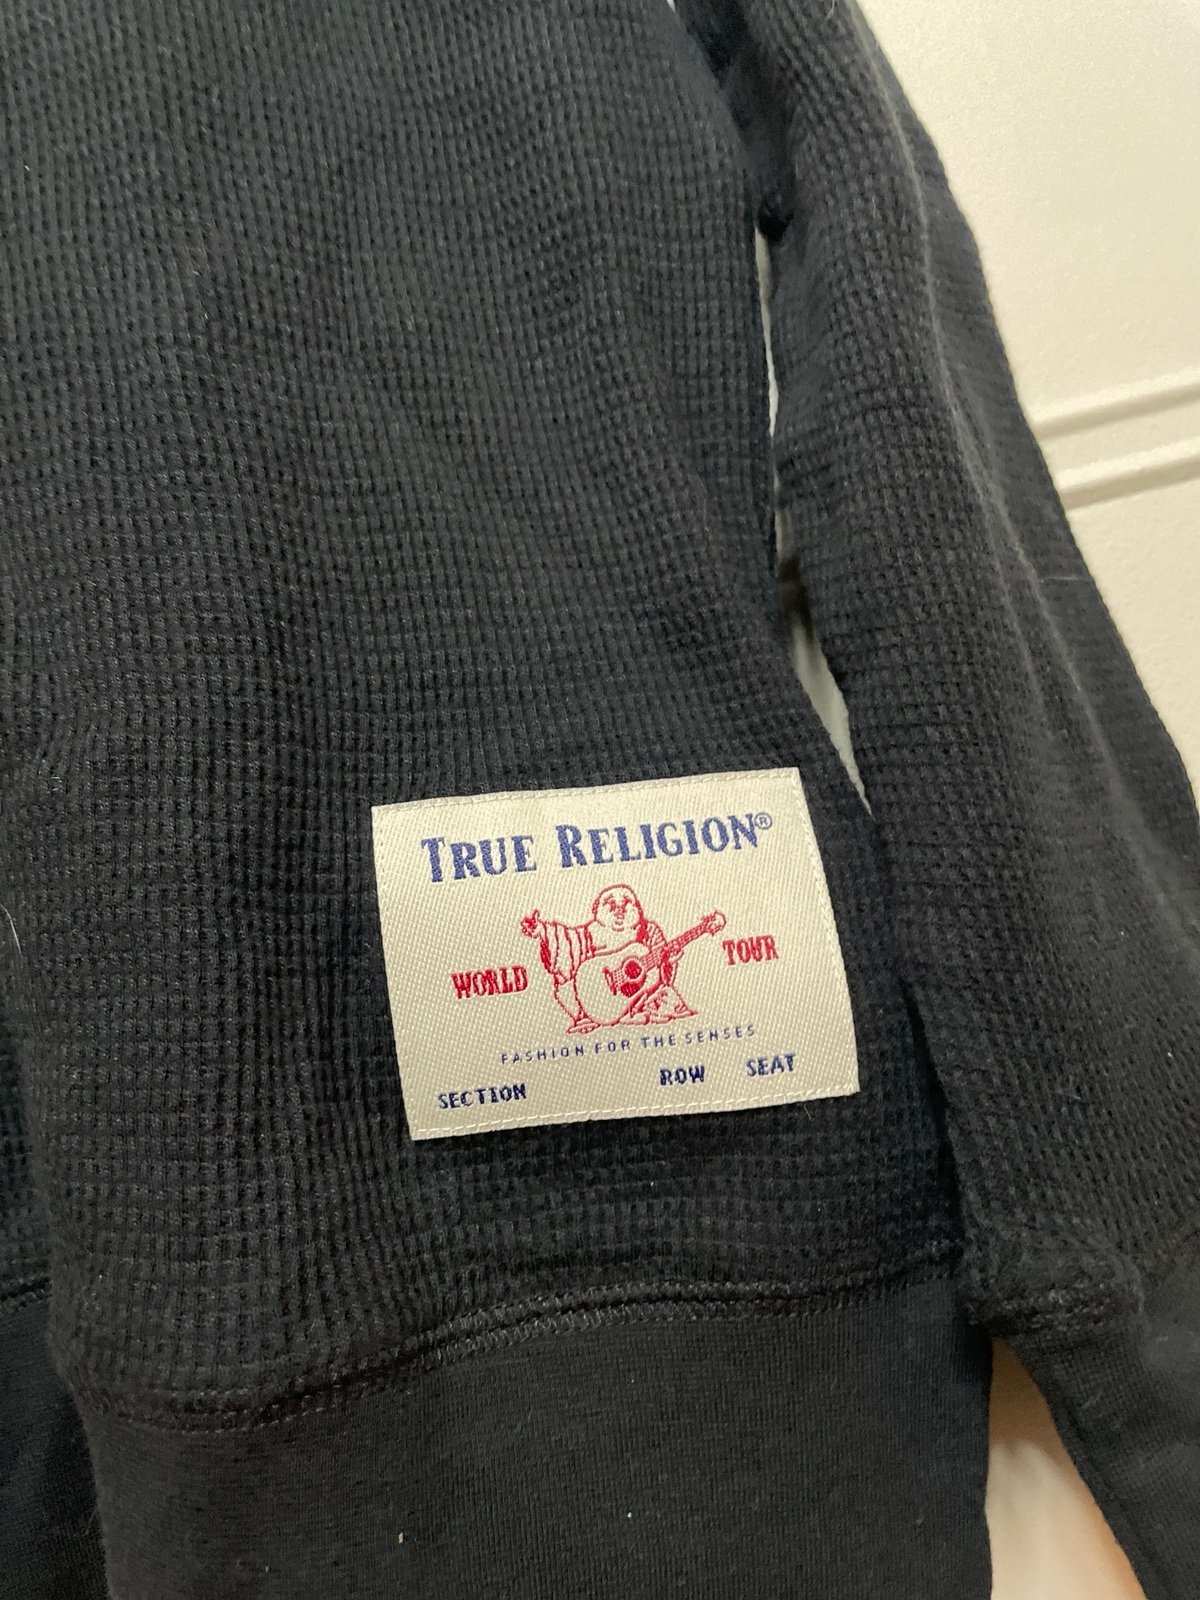 TRUE RELIGION®
WORLD TOUR
FASHION FOR THE SENSES
SECTION ROW SEAT